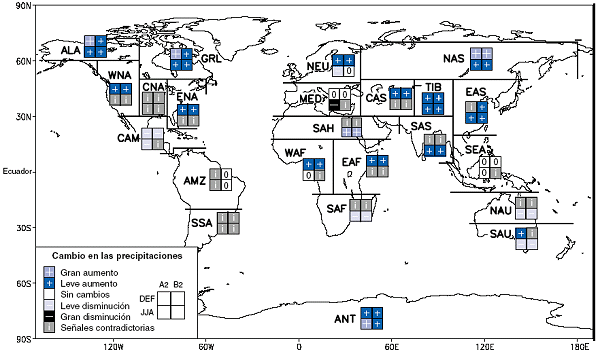 90N
60N
30N
Ecuador
30S
60S
90S
ALA
GRL
WNA
CNA
ENA
CAM
AMZ
SSA
NEU
NAS
MED
CAS
TIB
EAS
SAH
SAS
SEA
WAF
EAF
SAF
NAU
SAU
ANT
Cambio en las precipitaciones
Gran aumento
Leve aumento
Sin cambios
Leve disminución
Gran disminución
Señales contradictorias
A2 B2
DEF
JJA
120W 60W 0 60E 120E 180